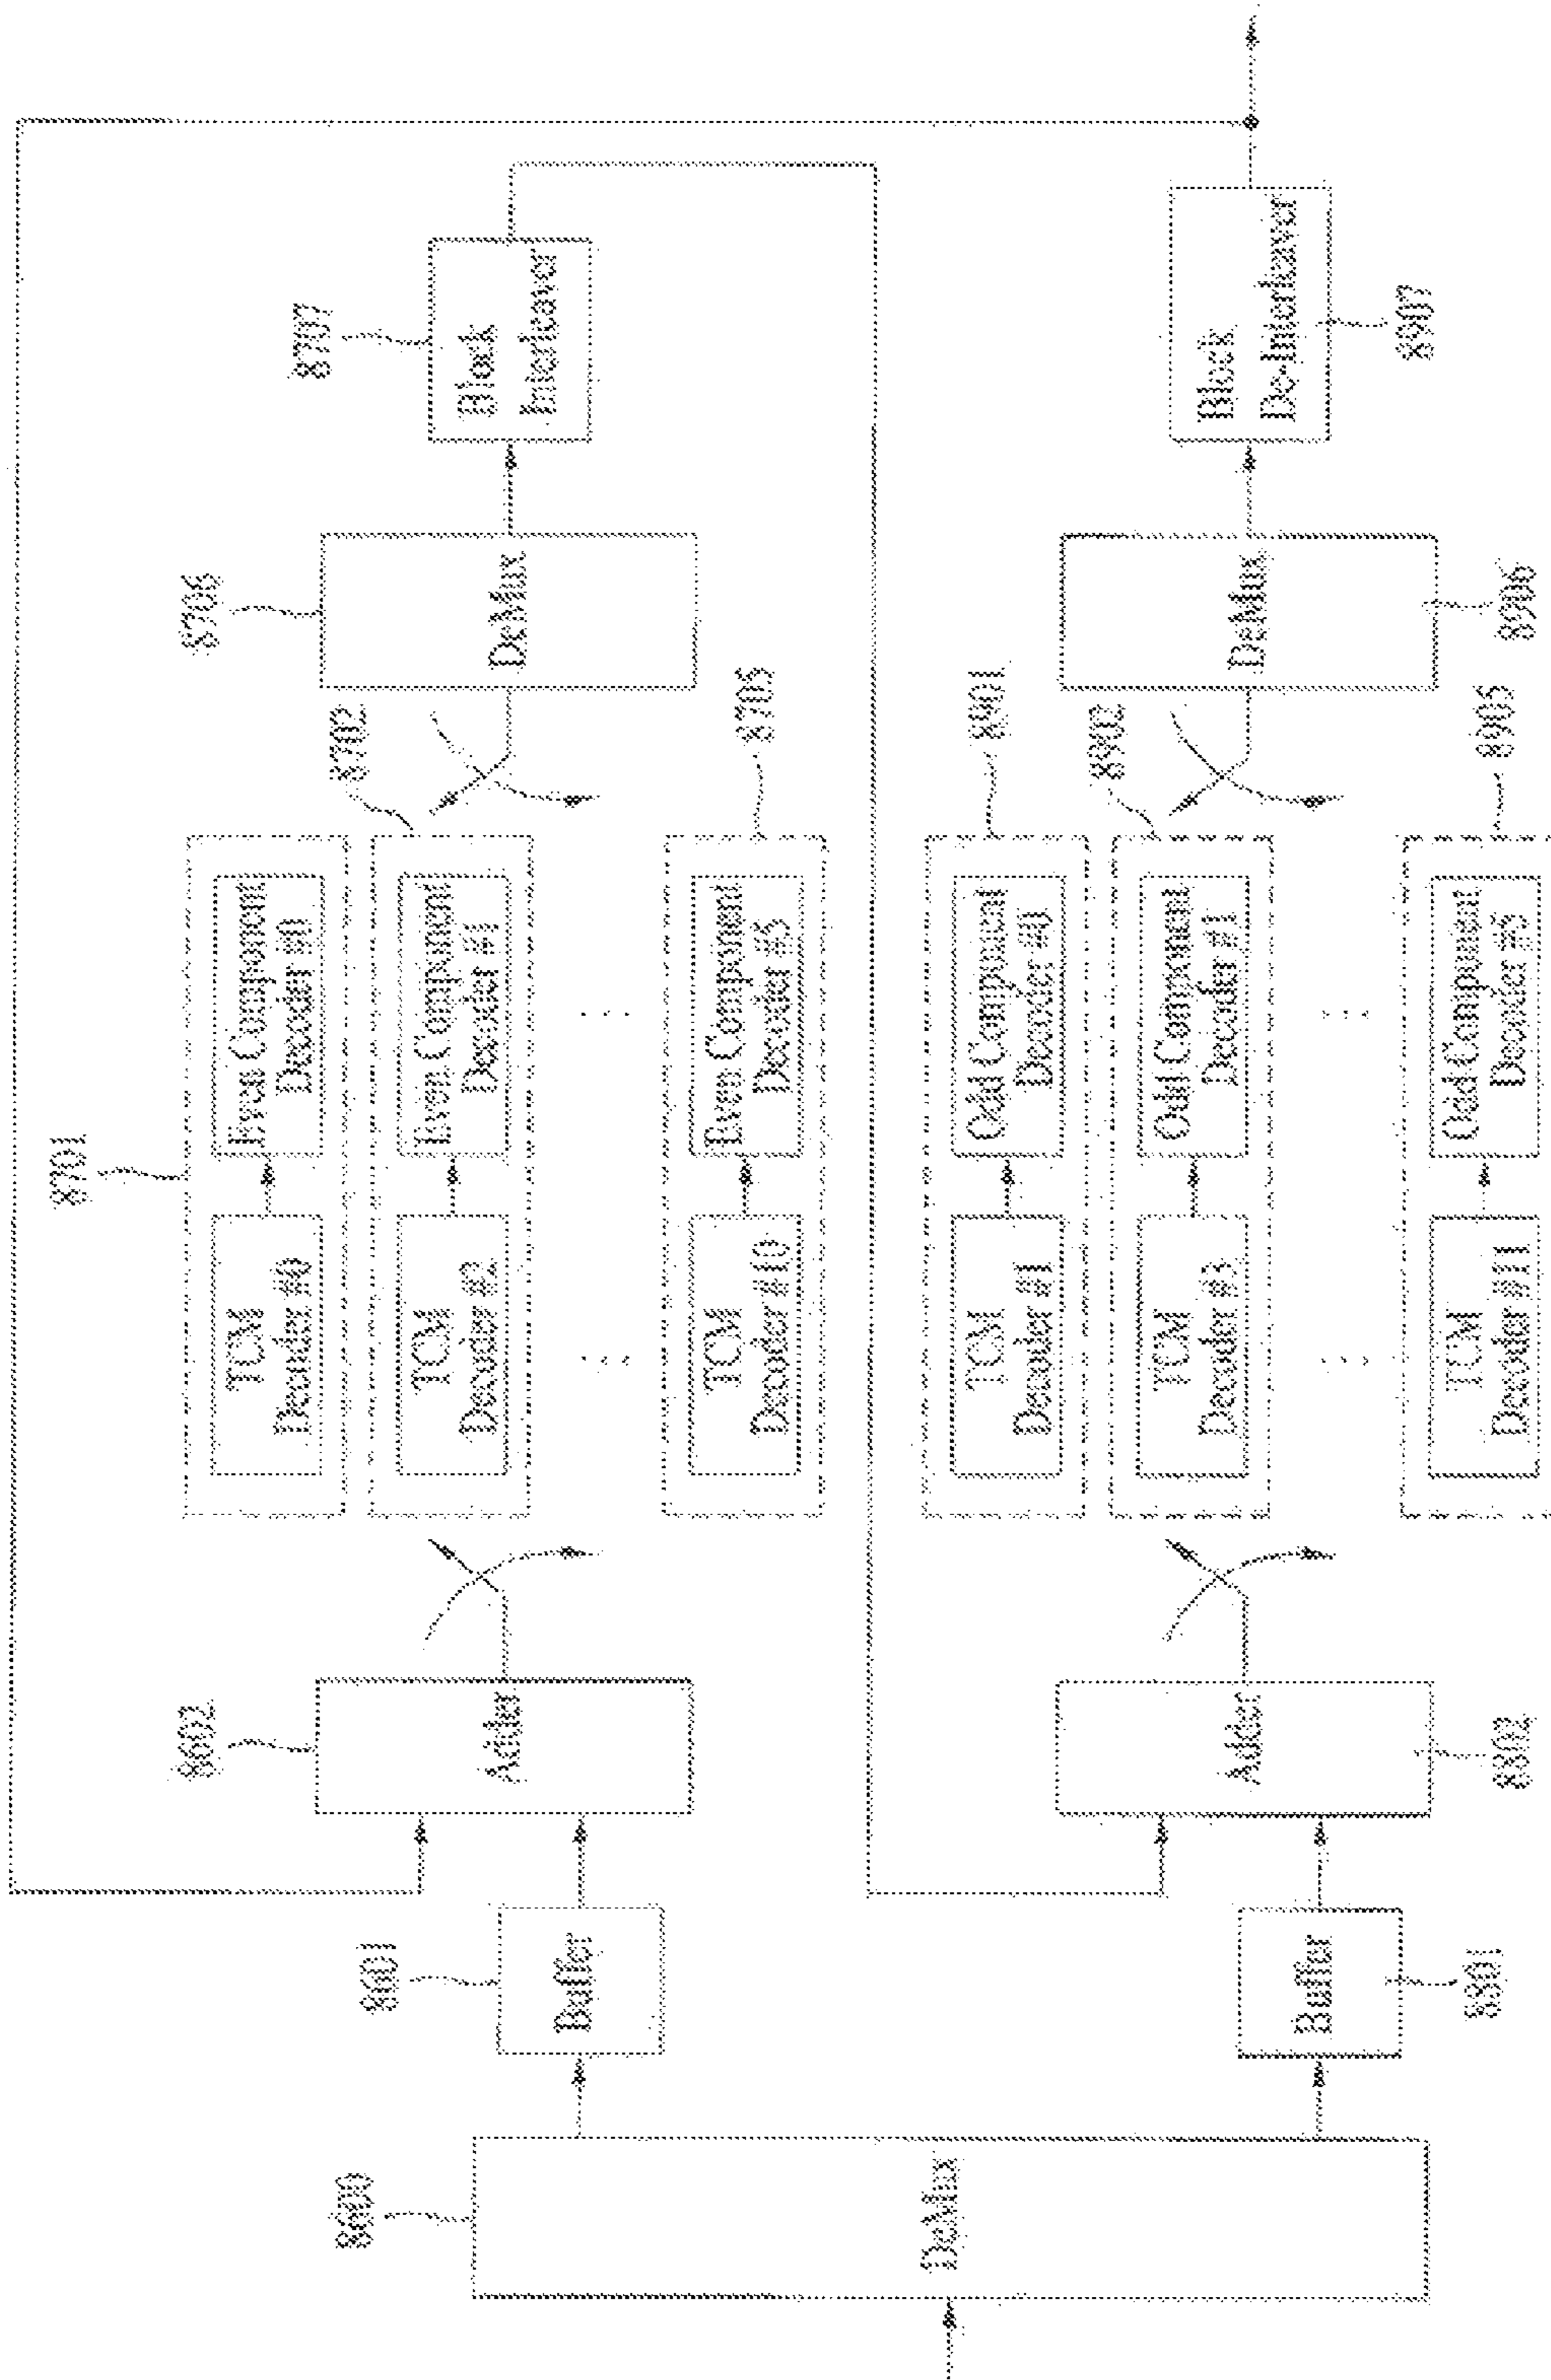 8701
8706
8707
8702
8602
TCM
Decoder #0
Even Component
Decoder #0
TCM
Decoder #2
Even Component
Decoder #1
DeMux
Block
Interleaver
8601
Adder
Buffer
...
...
TCM
Decoder #10
Even Component
Decoder #5
8705
8600
DeMux
8901
TCM
Decoder #1
Odd Component
Decoder #0
8902
TCM
Decoder #3
Odd Component
Decoder #1
DeMux
Block
De-Interleaver
Adder
Buffer
...
...
TCM
Decoder #11
Odd Component
Decoder #5
8801
8802
8905
8906
8907